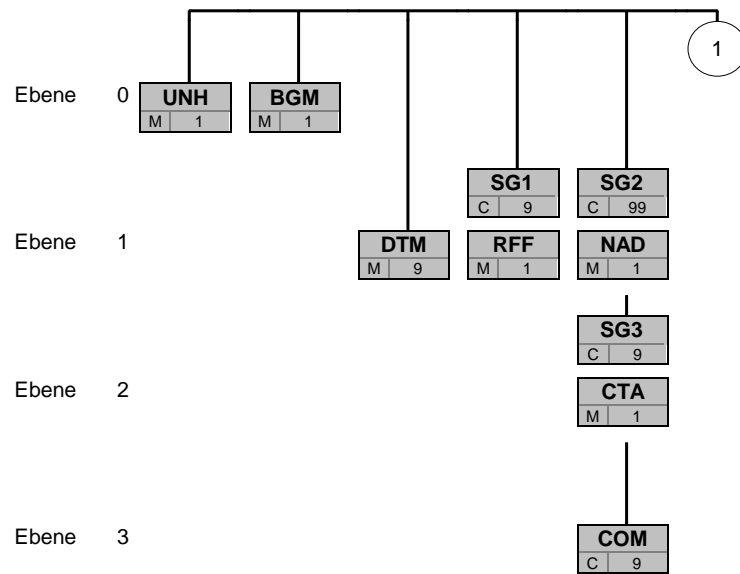 1
Ebene 0 UNH BGM
M 1 M 1
SG1 SG2
C 9 C 99
Ebene 1 DTM RFF NAD
M 9 M 1 M 1
SG3
C 9
Ebene 2 CTA
M 1
Ebene 3 COM
C 9